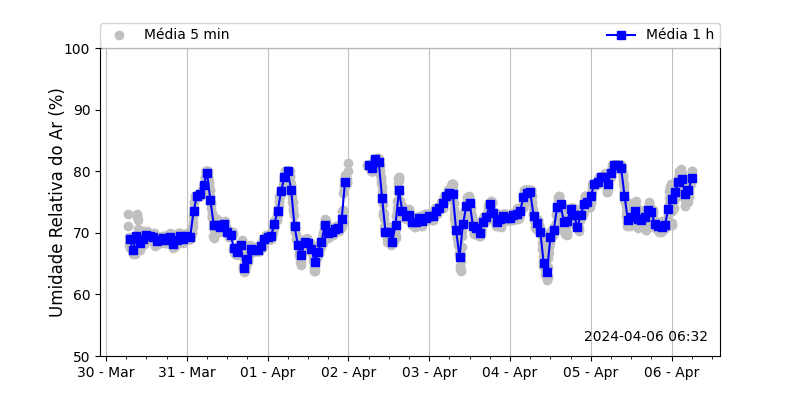 Média 5 min
Média 1 h
Umidade Relativa do Ar (%)
100
90
80
70
60
50
2024-04-06 06:32
30 - Mar
31 - Mar
01 - Apr
02 - Apr
03 - Apr
04 - Apr
05 - Apr
06 - Apr